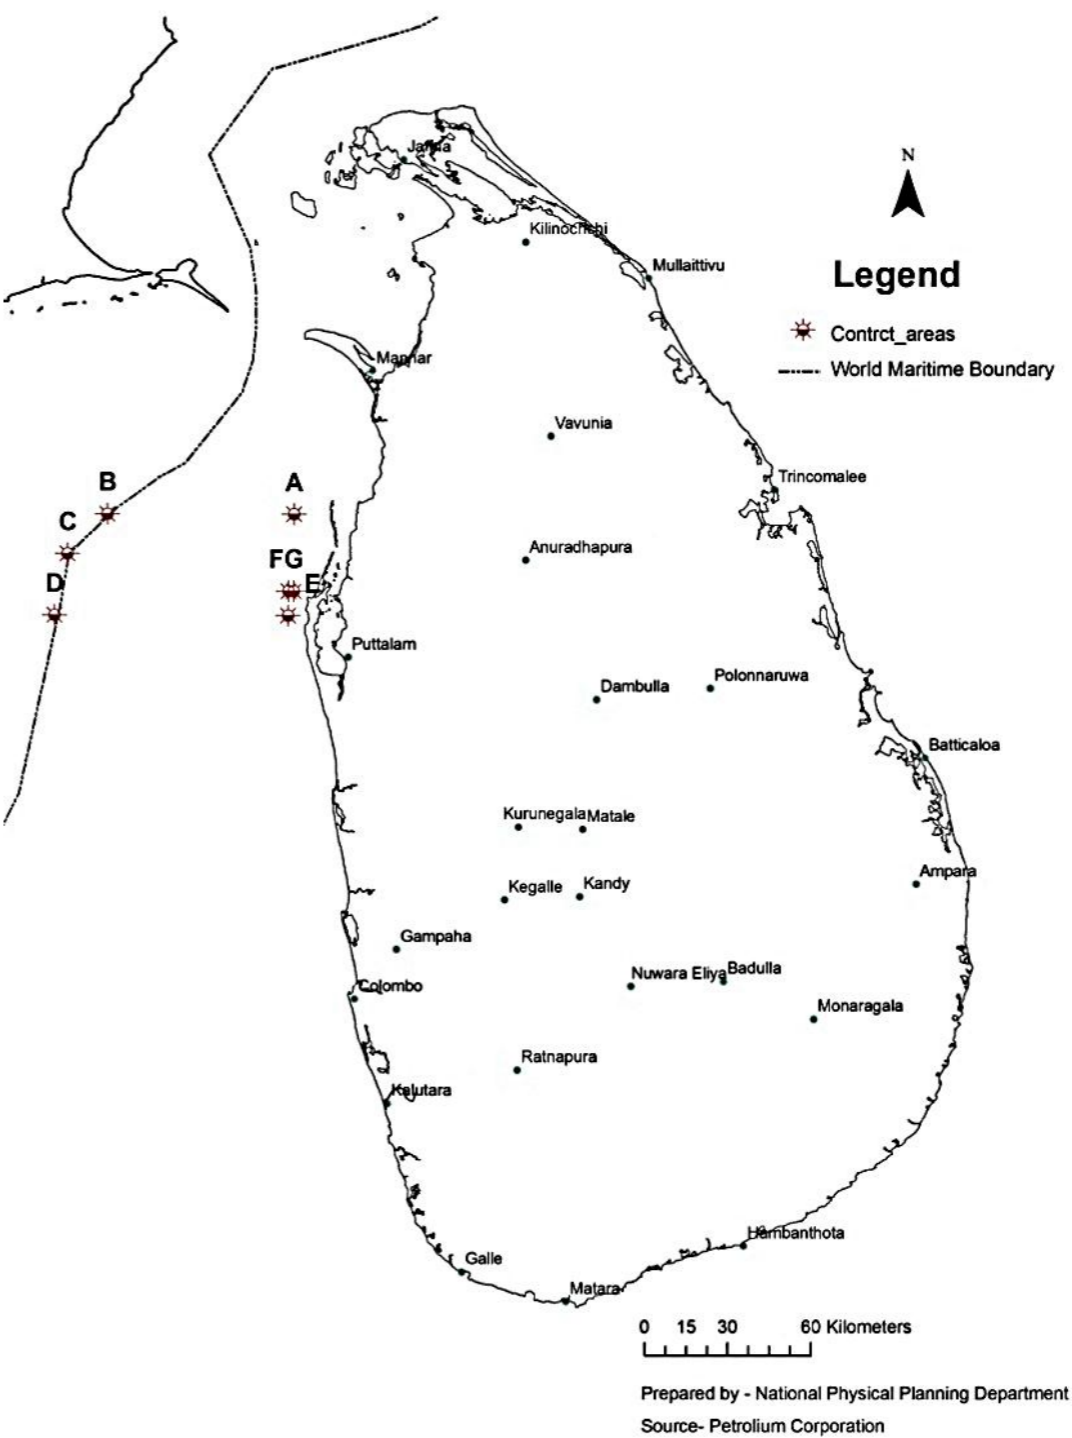 Jaffna
N
Kilinochchi
Mullaittivu
Legend
Contrct_areas
World Maritime Boundary
Mannar
Vavunia
B
A
Trincomalee
C
Anuradhapura
FG
D
E
Puttalam
Dambulla
Polonnaruwa
Batticaloa
Kurunegala
Matale
Ampara
Kegalle
Kandy
Gampaha
Nuwara Eliya
Badulla
Colombo
Monaragala
Ratnapura
Kalutara
Hambanthota
Galle
Matara
0 15 30 60 Kilometers
Prepared by - National Physical Planning Department
Source- Petrolium Corporation